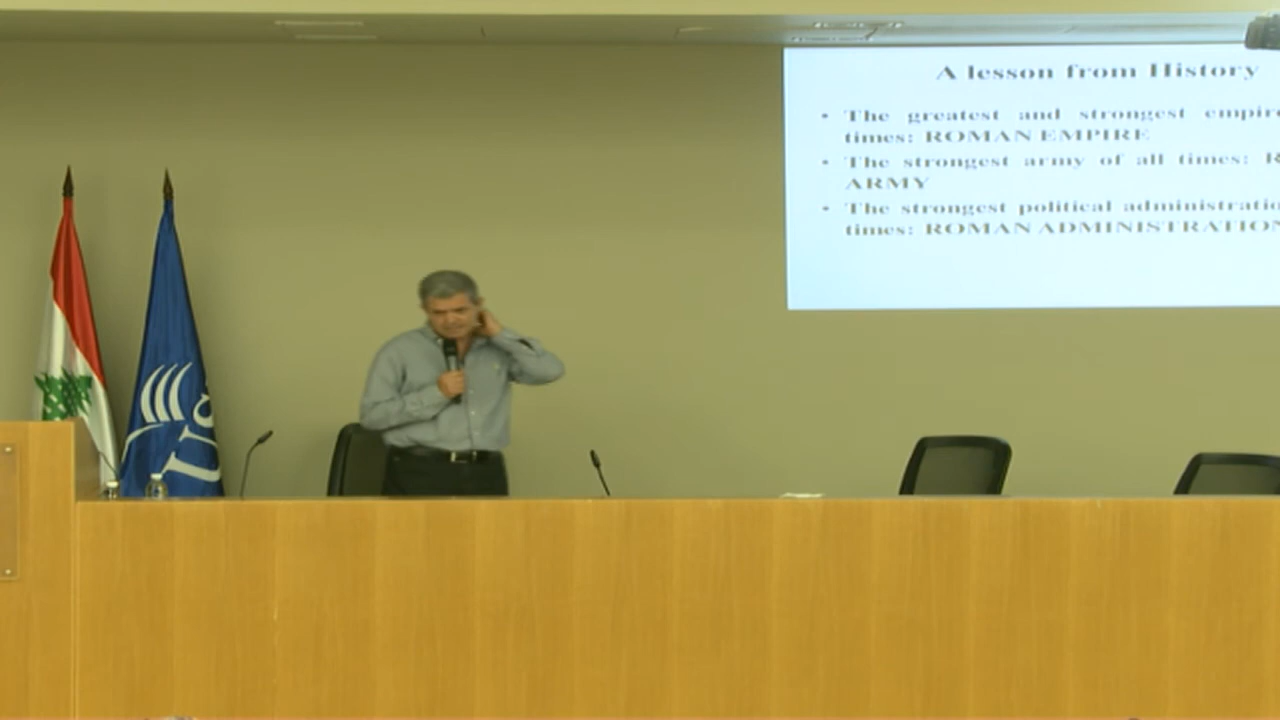 A lesson from History
• The greatest and strongest empire
times: ROMAN EMPIRE
• The strongest army of all times: R
ARMY
• The strongest political administratio
times: ROMAN ADMINISTRATION